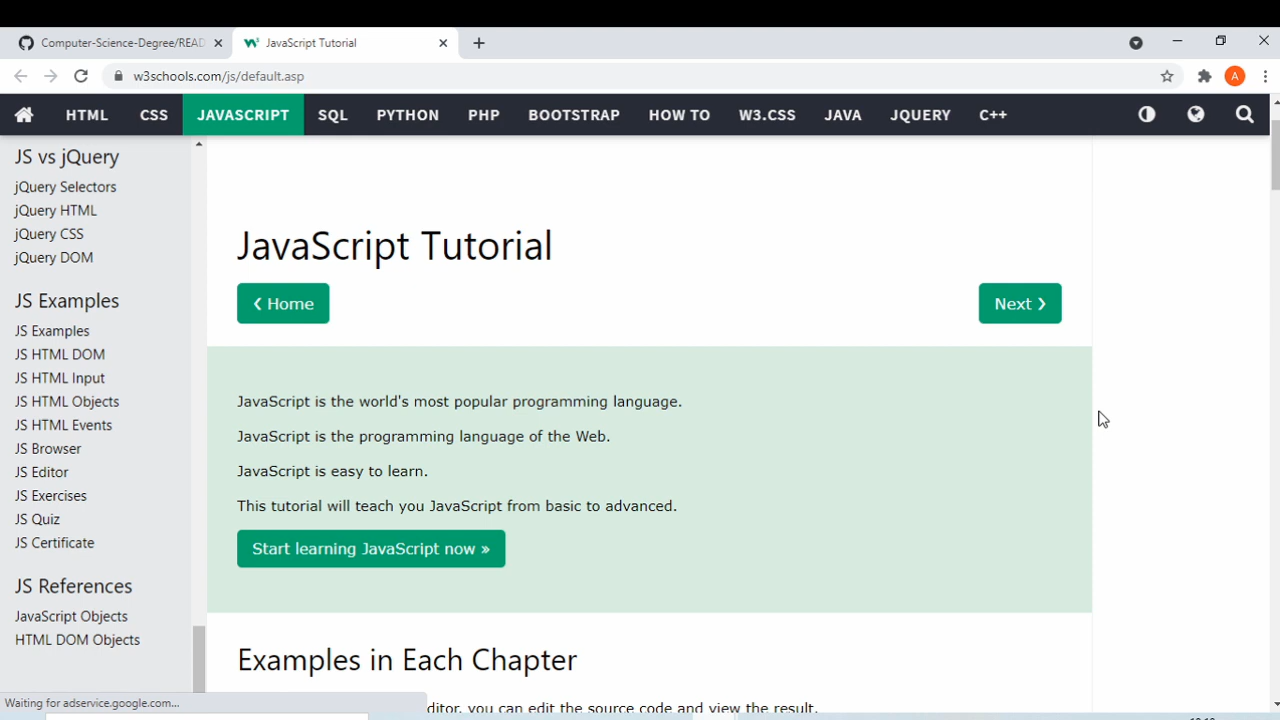 Computer-Science-Degree/READ
JavaScript Tutorial
w3schools.com/js/default.asp
A
HTML CSS JAVASCRIPT SQL PYTHON PHP BOOTSTRAP HOW TO W3.CSS JAVA JQUERY C++
JS vs jQuery
jQuery Selectors
jQuery HTML
jQuery CSS
jQuery DOM
JS Examples
JS Examples
JS HTML DOM
JS HTML Input
JS HTML Objects
JS HTML Events
JS Browser
JS Editor
JS Exercises
JS Quiz
JS Certificate
JS References
JavaScript Objects
HTML DOM Objects
JavaScript Tutorial
❮ Home
Next ❯
JavaScript is the world's most popular programming language.
JavaScript is the programming language of the Web.
JavaScript is easy to learn.
This tutorial will teach you JavaScript from basic to advanced.
Start learning JavaScript now »
Examples in Each Chapter
ditor, you can edit the source code and view the result.
Waiting for adservice.google.com...